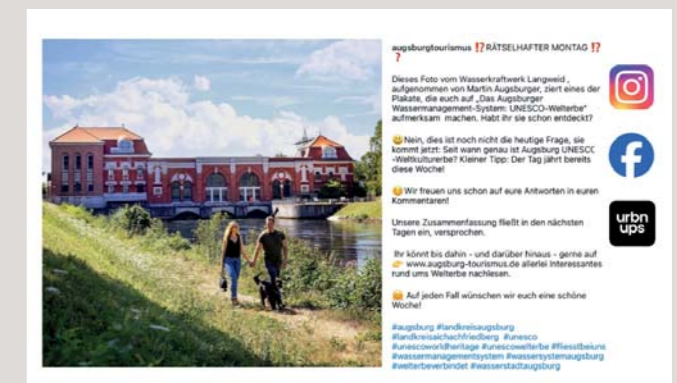 augsburgtourismus ⁉️RÄTSELHAFTER MONTAG ⁉️
❓
Dieses Foto vom Wasserkraftwerk Langweid ,
aufgenommen von Martin Augsburger, ziert eines der
Plakate, die euch auf „Das Augsburger
Wassermanagement-System: UNESCO-Welterbe“
aufmerksam machen. Habt ihr sie schon entdeckt?
😀Nein, dies ist noch nicht die heutige Frage, sie
kommt jetzt: Seit wann genau ist Augsburg UNESCO
-Weltkulturerbe? Kleiner Tipp: Der Tag jährt bereits
diese Woche!
😊Wir freuen uns schon auf eure Antworten in euren
Kommentaren!
Unsere Zusammenfassung fließt in den nächsten
Tagen ein, versprochen.
Ihr könnt bis dahin - und darüber hinaus - gerne auf
👉 www.augsburg-tourismus.de allerlei Interessantes
rund ums Welterbe nachlesen.
🤗 Auf jeden Fall wünschen wir euch eine schöne
Woche!
#augsburg #landkreisaugsburg
#landkreisaichachfriedberg #unesco
#unescoworldheritage #unescowelterbe #fliesstbeiuns
#wassermanagementsystem #wassersystemaugsburg
#welterbeverbindet #wasserstadtaugsburg
urbn
ups